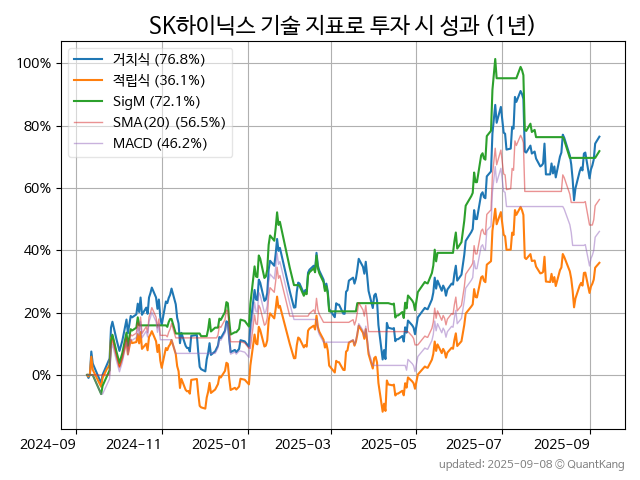 SK하이닉스 기술 지표로 투자 시 성과 (1년)
100%
80%
60%
40%
20%
0%
거치식 (76.8%)
적립식 (36.1%)
SigM (72.1%)
SMA(20) (56.5%)
MACD (46.2%)
2024-09
2024-11
2025-01
2025-03
2025-05
2025-07
2025-09
updated: 2025-09-08 © QuantKang